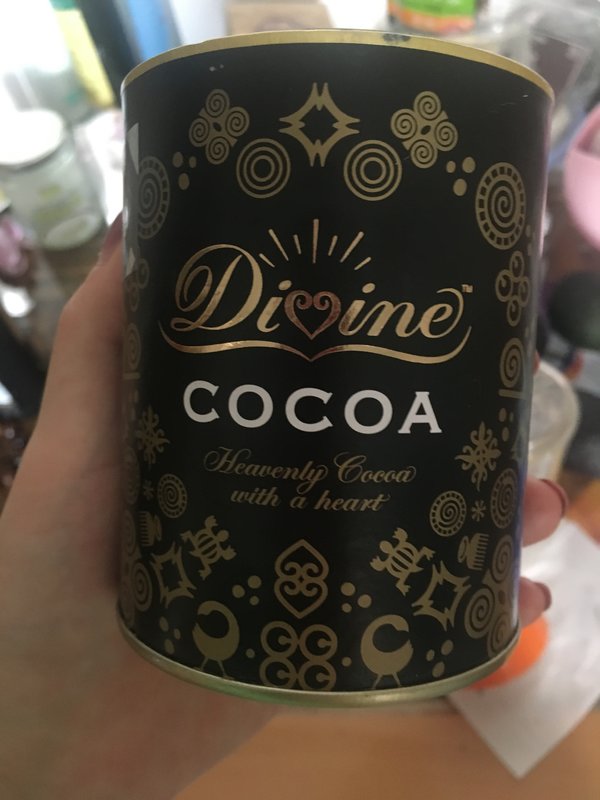 Divine™
COCOA
Heavenly Cocoa
with a heart